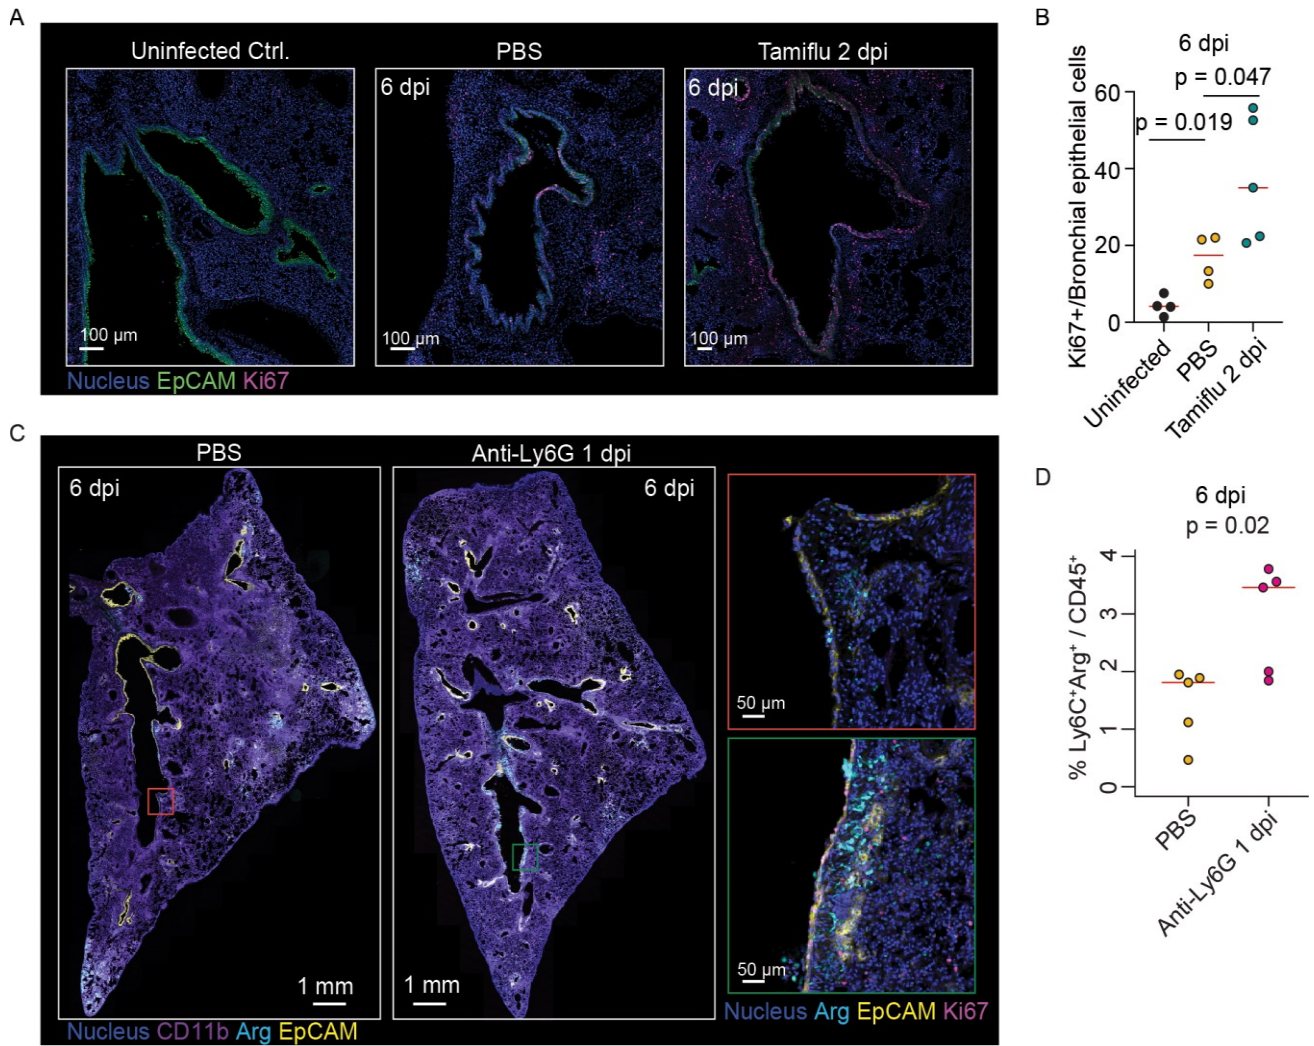 A
Uninfected Ctrl.
PBS
Tamiflu 2 dpi
6 dpi
6 dpi
100 µm
100 µm
100 µm
Nucleus EpCAM Ki67
B
6 dpi
p = 0.047
p = 0.019
Ki67+/Bronchial epithelial cells
60
40
20
0
Uninfected
PBS
Tamiflu 2 dpi
C
PBS
Anti-Ly6G 1 dpi
6 dpi
6 dpi
50 µm
50 µm
1 mm
1 mm
Nucleus CD11b Arg EpCAM
Nucleus Arg EpCAM Ki67
D
6 dpi
p = 0.02
% Ly6C⁺Arg⁺ / CD45⁺
4
3
2
1
0
PBS
Anti-Ly6G 1 dpi